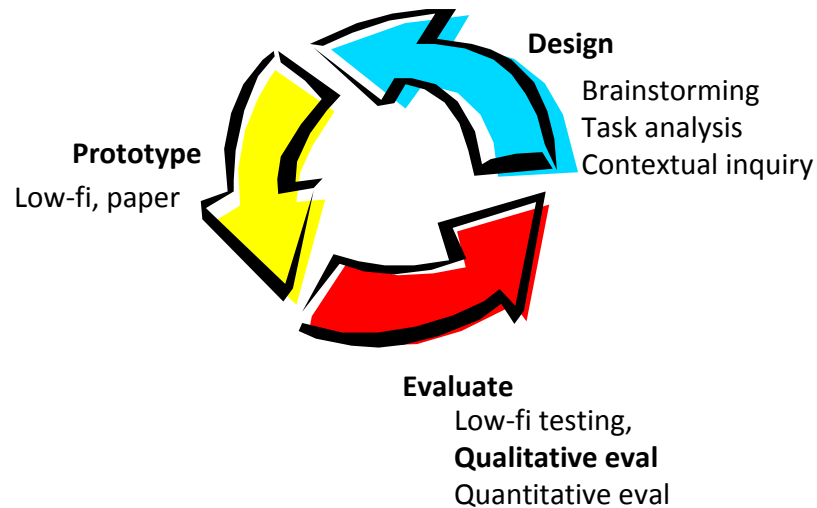 Design
Brainstorming
Task analysis
Contextual inquiry
Prototype
Low-fi, paper
Evaluate
Low-fi testing,
Qualitative eval
Quantitative eval